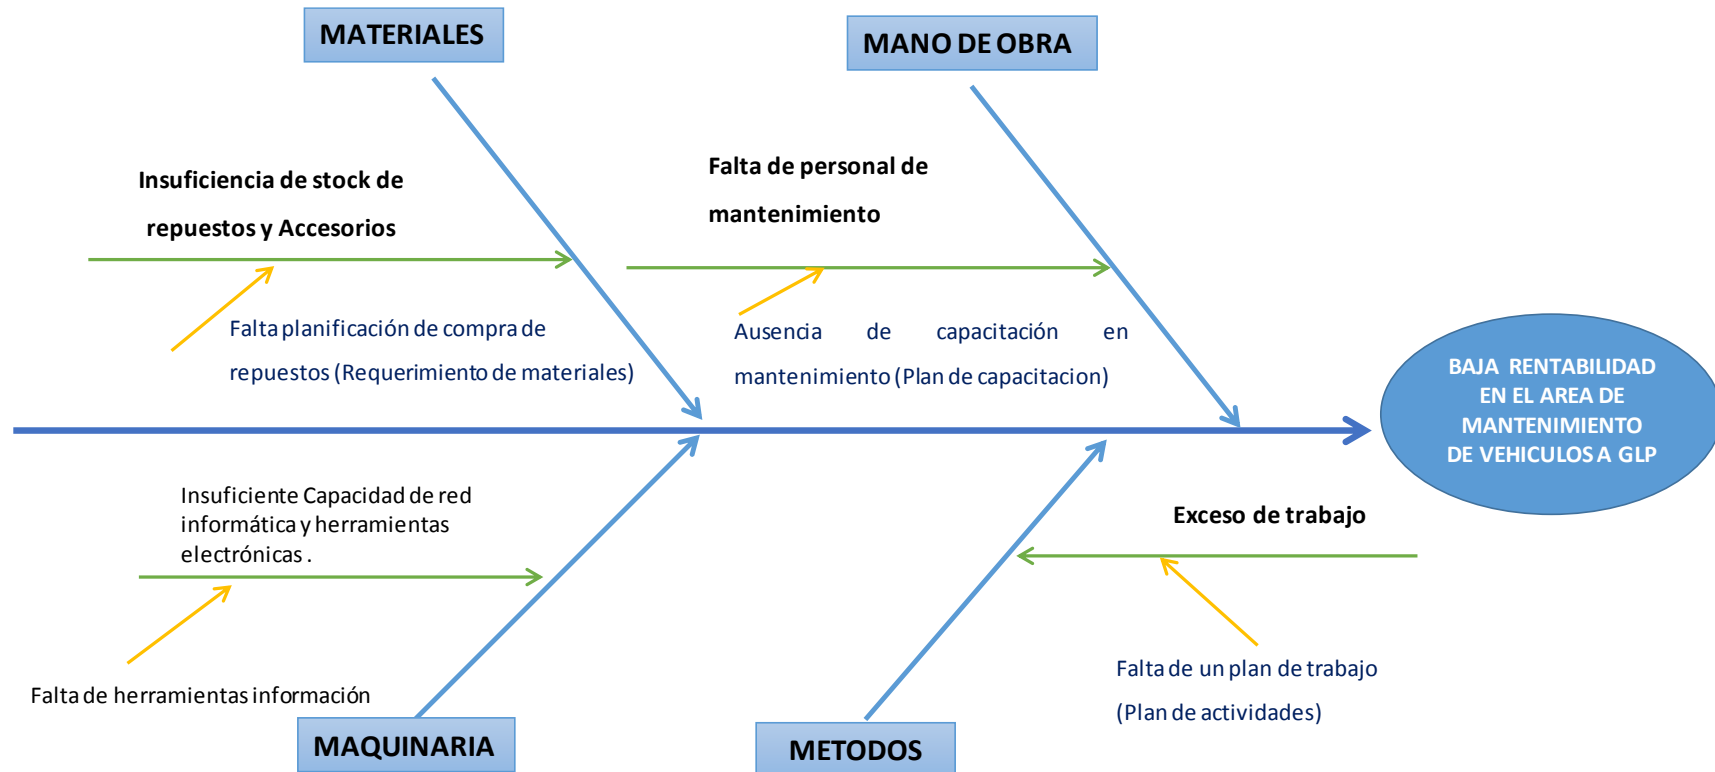 MATERIALES
MANO DE OBRA
Insuficiencia de stock de
repuestos y Accesorios
Falta de personal de
mantenimiento
Falta planificación de compra de
repuestos (Requerimiento de materiales)
Ausencia de capacitación en
mantenimiento (Plan de capacitacion)
BAJA RENTABILIDAD
EN EL AREA DE
MANTENIMIENTO
DE VEHICULOS A GLP
Insuficiente Capacidad de red
informática y herramientas
electrónicas .
Exceso de trabajo
Falta de herramientas información
Falta de un plan de trabajo
(Plan de actividades)
MAQUINARIA
METODOS